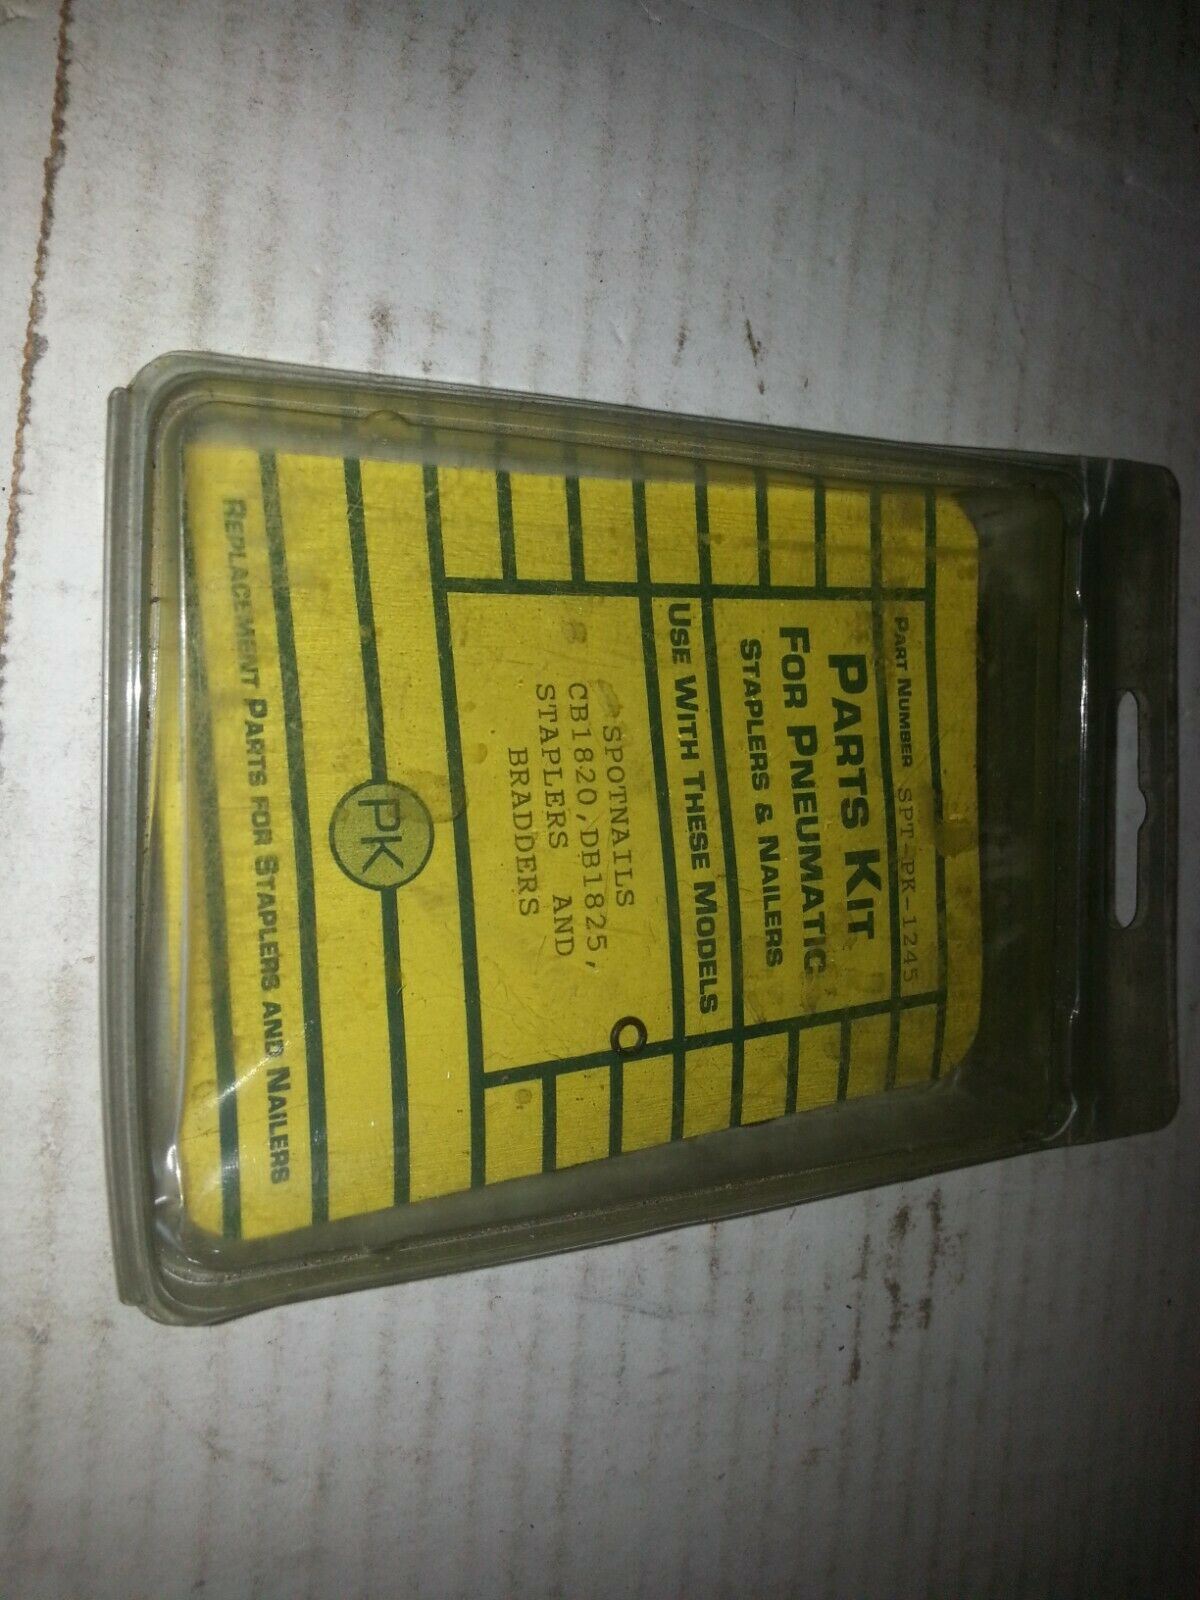 PART NUMBER SPT-PK-1245
PARTS KIT
FOR PNEUMATIC
STAPLERS & NAILERS
USE WITH THESE MODELS
SPOTNAILS
CB1820,DB1825,
STAPLERS AND
BRADDERS
PK
REPLACEMENT PARTS FOR STAPLERS AND NAILERS